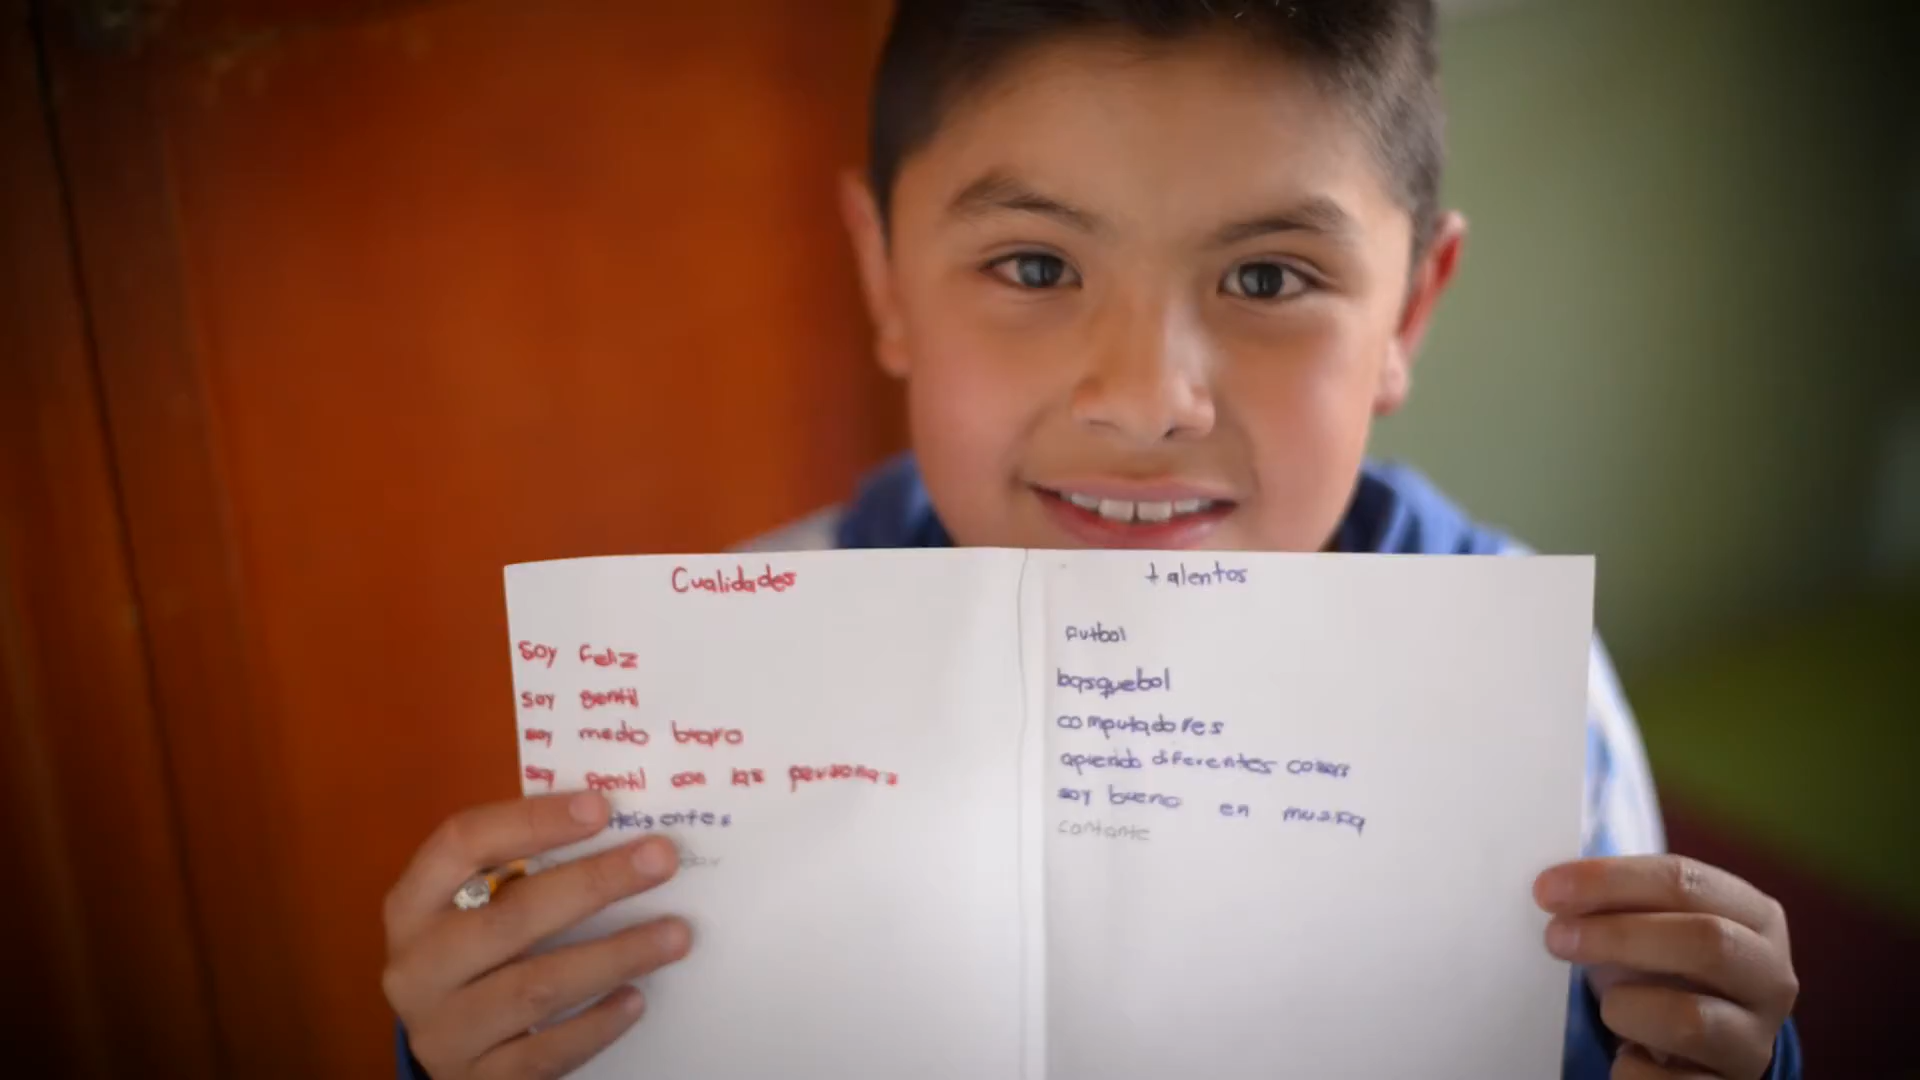 Cualidades
soy feliz
soy gentil
soy medio bravo
soy gentil con las personas
talentos
futbol
basquebol
computadores
apriendo diferentes cosas
soy bueno en musica
cantante